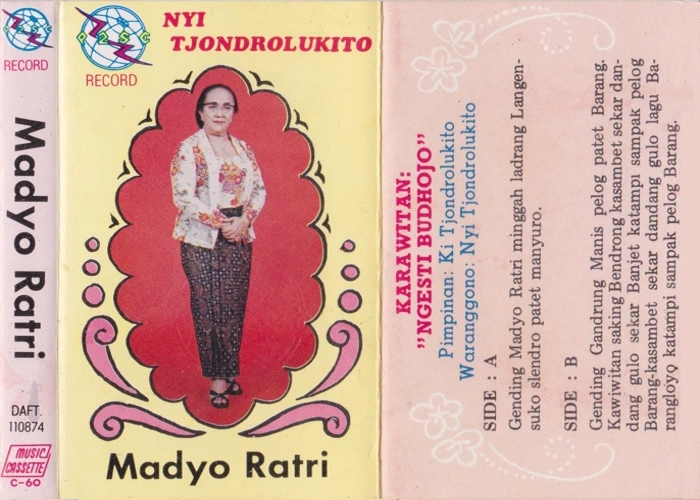 RECORD
Madyo Ratri
DAFT.
110874
MUSIC
CASSETTE
C-60
NYI
TJONDROLUKITO
RECORD
Madyo Ratri
KARAWITAN:
"NGESTI BUDHOJO"
Pimpinan: Ki Tjondrolukito
Waranggono: Nyi Tjondrolukito
SIDE : A
Gending Madyo Ratri minggah ladrang Langen-
suko slendro patet manyuro.
SIDE : B
Gending Gandrung Manis pelog patet Barang.
Kawiwitan saking Bendrong kasambet sekar dan-
dang gulo sekar Banjet katampi sampak pelog
Barang-kasambet sekar dandang gulo lagu Ba-
rangloyo katampi sampak pelog Barang.